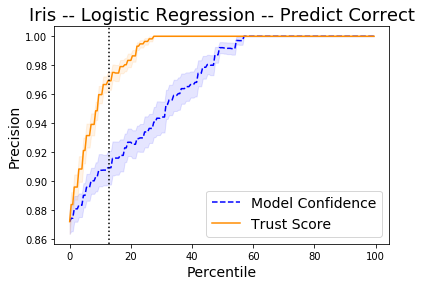 Iris -- Logistic Regression -- Predict Correct
1.00
0.98
0.96
0.94
0.92
0.90
0.88
0.86
Precision
Model Confidence
Trust Score
0 20 40 60 80 100
Percentile